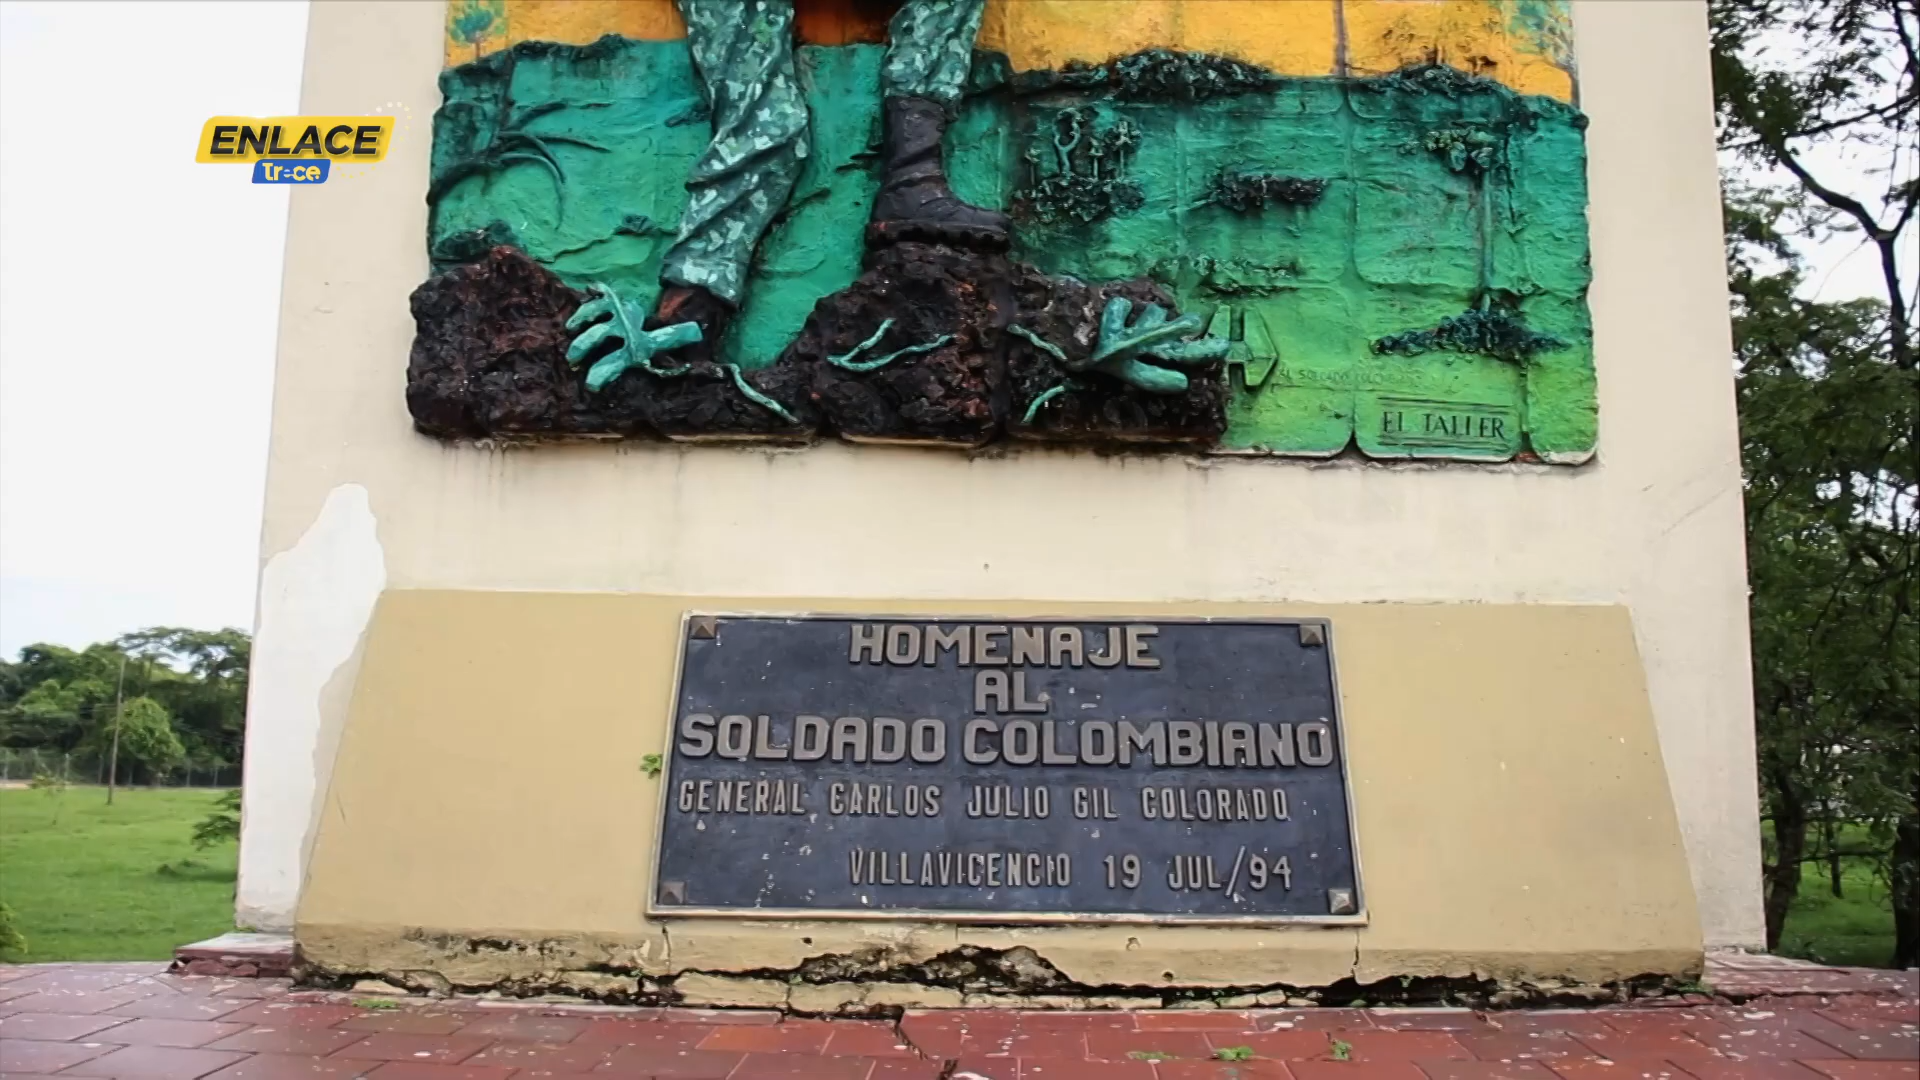 ENLACE
Trece
EL TALLER
HOMENAJE
AL
SOLDADO COLOMBIANO
GENERAL CARLOS JULIO GIL COLORADO
VILLAVICENCIO 19 JUL/94